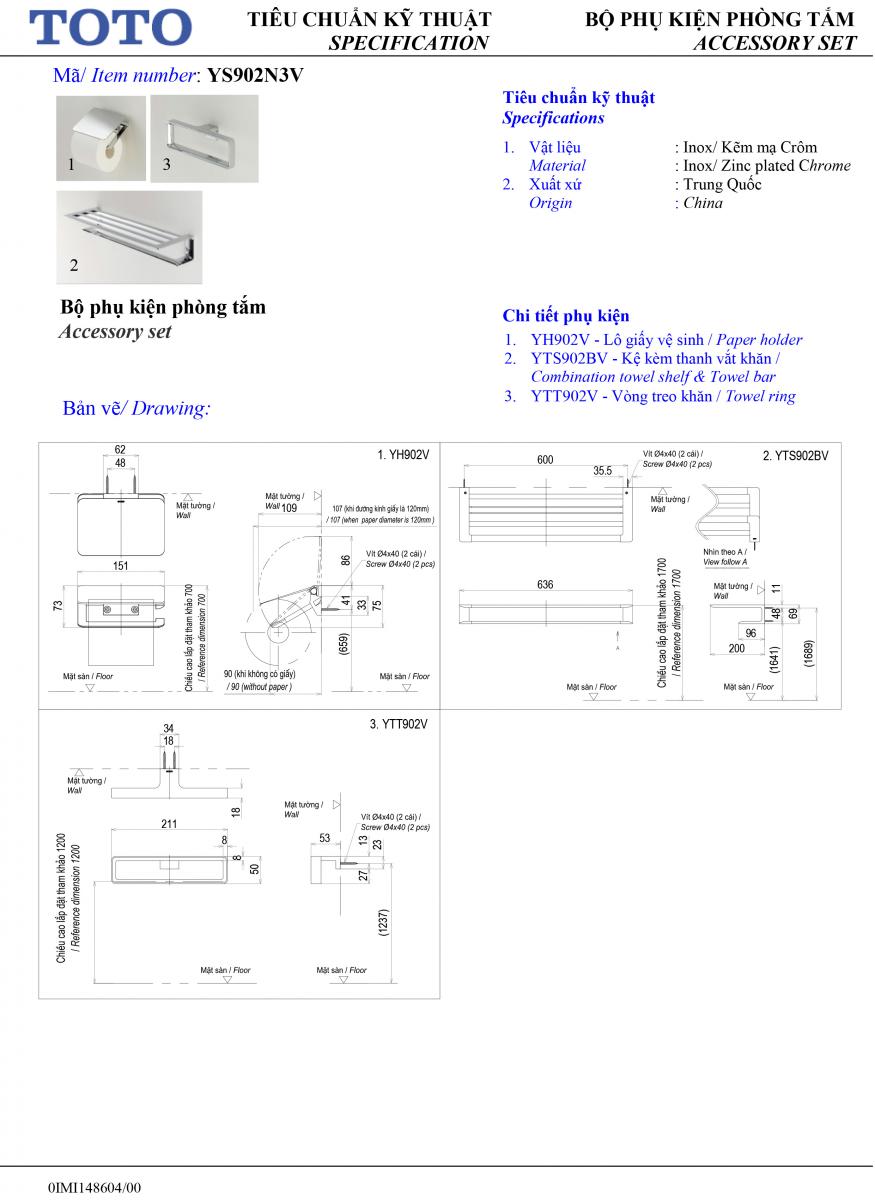 TOTO
TIÊU CHUẨN KỸ THUẬT
SPECIFICATION
BỘ PHỤ KIỆN PHÒNG TẮM
ACCESSORY SET
Mã/ Item number: YS902N3V
1
3
2
Bộ phụ kiện phòng tắm
Accessory set
Tiêu chuẩn kỹ thuật
Specifications
1. Vật liệu : Inox/ Kẽm mạ Crôm
Material : Inox/ Zinc plated Chrome
2. Xuất xứ : Trung Quốc
Origin : China
Chi tiết phụ kiện
1. YH902V - Lô giấy vệ sinh / Paper holder
2. YTS902BV - Kệ kèm thanh vắt khăn /
Combination towel shelf & Towel bar
3. YTT902V - Vòng treo khăn / Towel ring
Bản vẽ/ Drawing:
1. YH902V
62
48
Mặt tường /
Wall
151
73
Chiều cao lắp đặt tham khảo 700
/ Reference dimension 700
Mặt sàn / Floor
Mặt tường /
Wall
109
107 (khi đường kính giấy là 120mm)
/ 107 (when paper diameter is 120mm )
86
Vít Ø4x40 (2 cái) /
Screw Ø4x40 (2 pcs)
41
33
75
(659)
90 (khi không có giấy)
/ 90 (without paper )
Mặt sàn / Floor
2. YTS902BV
600
35.5
Vít Ø4x40 (2 cái) /
Screw Ø4x40 (2 pcs)
Mặt tường /
Wall
Nhìn theo A /
View follow A
636
A
Chiều cao lắp đặt tham khảo 1700
/ Reference dimension 1700
Mặt tường /
Wall
11
48
69
96
200
(1641)
(1689)
Mặt sàn / Floor
Mặt sàn / Floor
3. YTT902V
34
18
Mặt tường /
Wall
18
211
8
8
50
Chiều cao lắp đặt tham khảo 1200
/ Reference dimension 1200
Mặt sàn / Floor
Mặt tường /
Wall
Vít Ø4x40 (2 cái) /
Screw Ø4x40 (2 pcs)
53
13
23
27
(1237)
Mặt sàn / Floor
0IMI148604/00